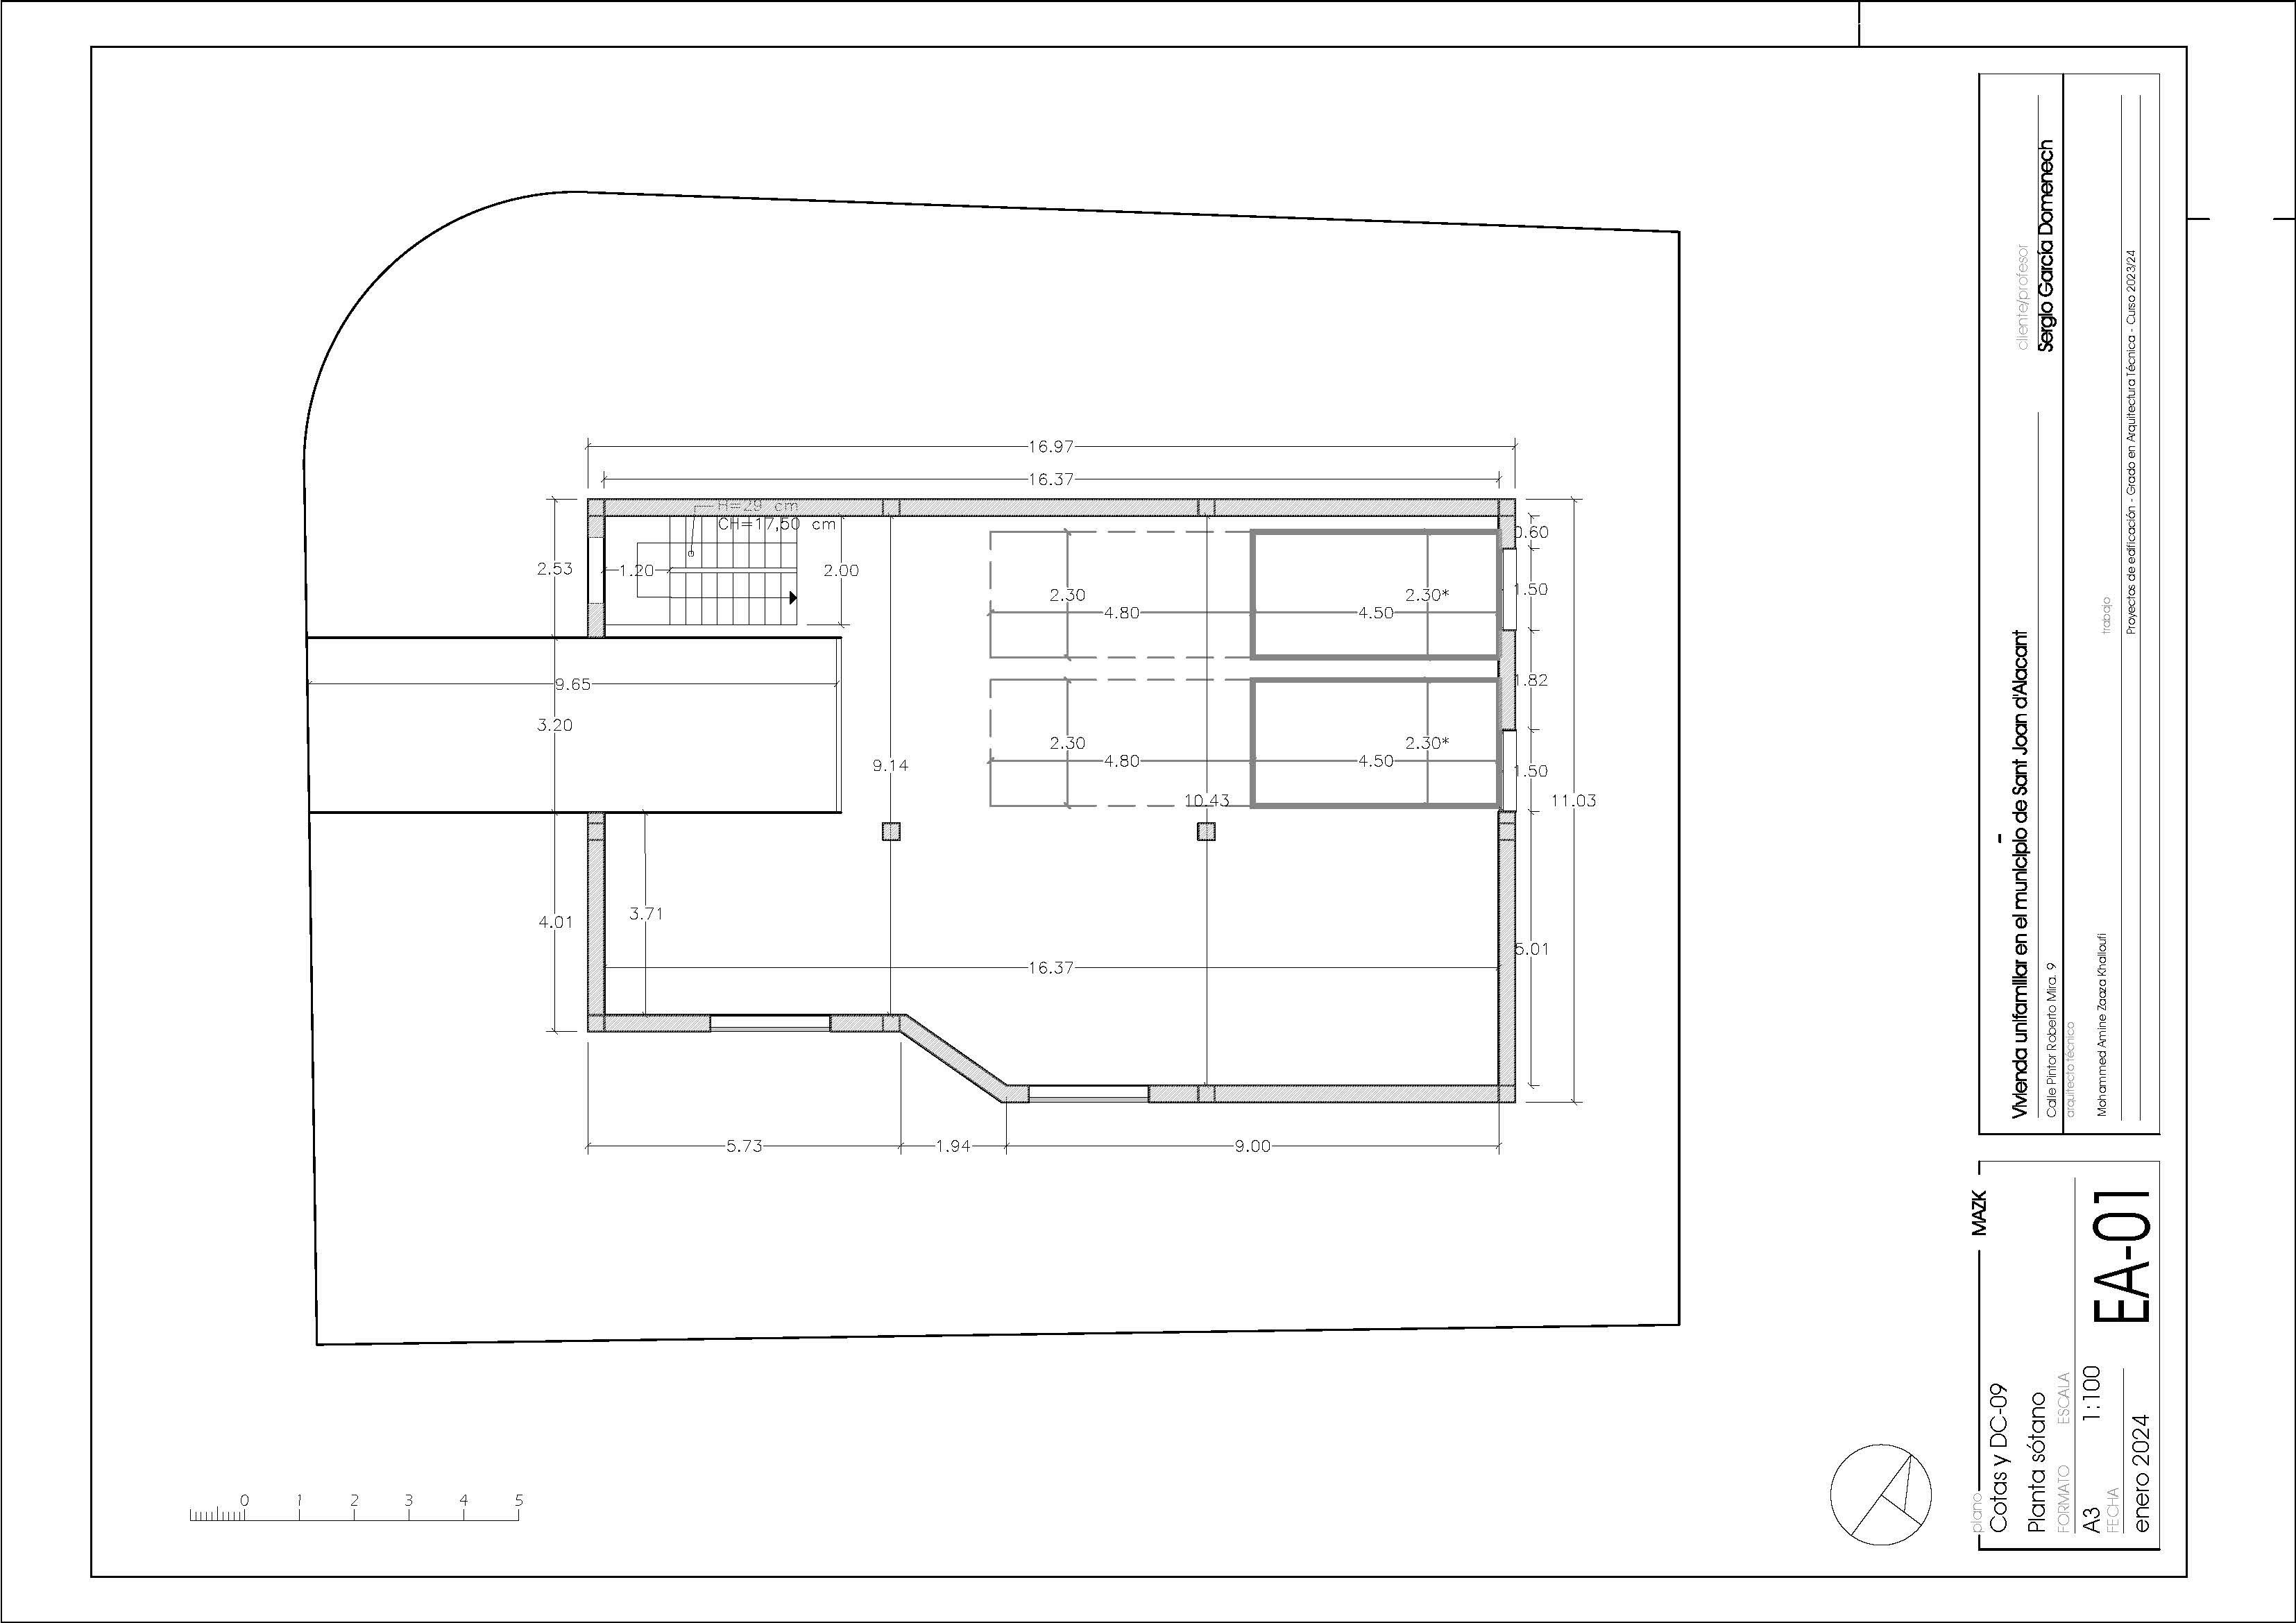 16.97
16.37
H=29 cm
CH=17,50 cm
0.60
2.53
1.20
2.00
1.50
2.30
4.80
2.30*
4.50
9.65
1.82
3.20
2.30
4.80
2.30*
4.50
9.14
1.50
10.43
11.03
4.01
3.71
5.01
16.37
5.73
1.94
9.00
0 1 2 3 4 5
cliente/profesor
Sergio García Domenech
Vivienda unifamiliar en el municipio de Sant Joan d'Alacant
-
Calle Pintor Roberto Mira. 9
arquitecto técnico
Mohammed Amine Zaaza Khalloufi
trabajo
Proyectos de edificación - Grado en Arquitectura Técnica - Curso 2023/24
MAZK
plano
Cotas y DC-09
Planta sótano
FORMATO ESCALA
A3 1:100
FECHA
enero 2024
EA-01